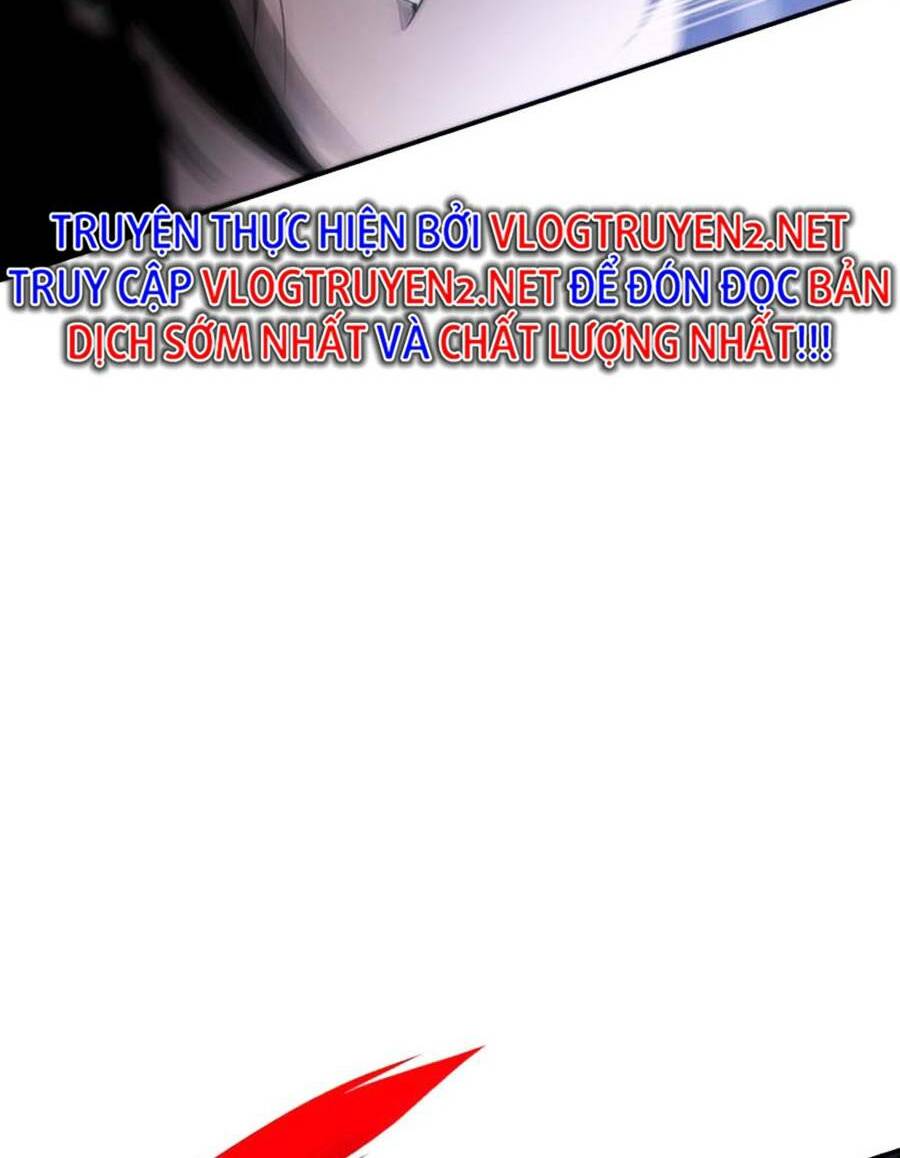 TRUYỆN THỰC HIỆN BỞI VLOGTRUYEN2.NET
TRUY CẬP VLOGTRUYEN2.NET ĐỂ ĐÓN ĐỌC BẢN
DỊCH SỚM NHẤT VÀ CHẤT LƯỢNG NHẤT!!!